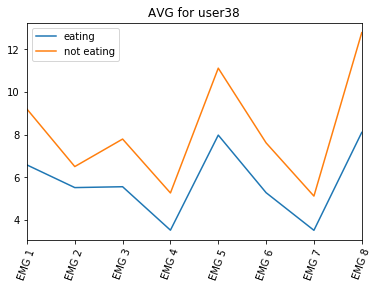 AVG for user38
eating
not eating
12
10
8
6
4
EMG 1
EMG 2
EMG 3
EMG 4
EMG 5
EMG 6
EMG 7
EMG 8